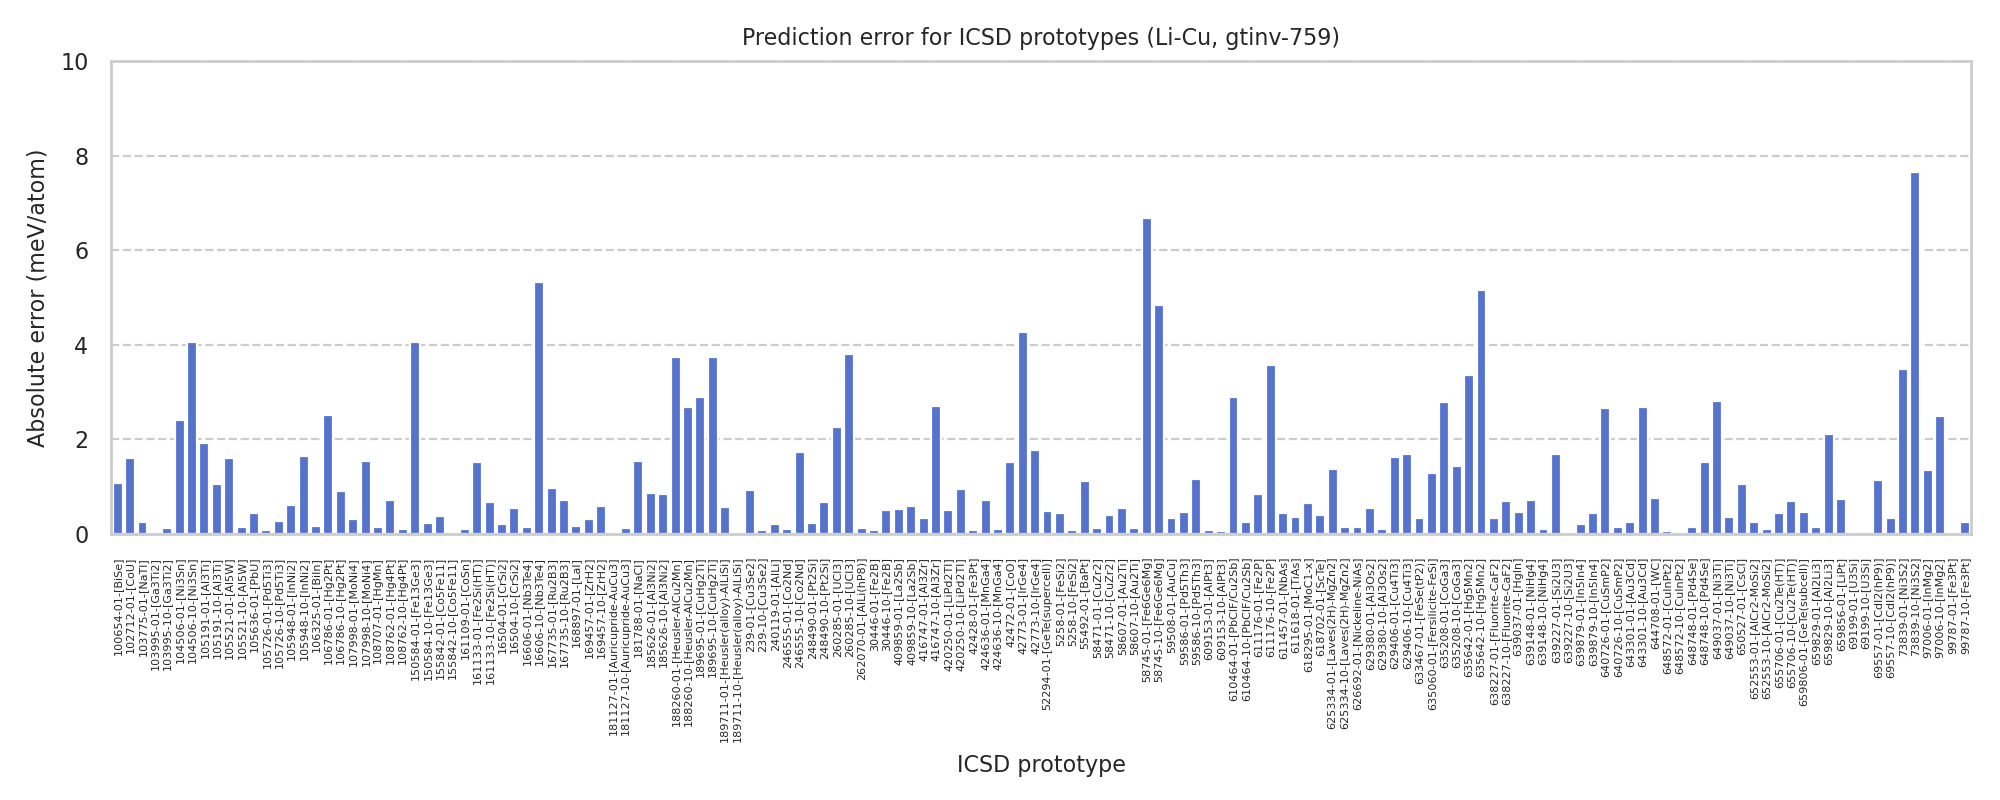 Prediction error for ICSD prototypes (Li-Cu, gtinv-759)
Absolute error (meV/atom)
10
8
6
4
2
0
100654-01-[BiSe]
102712-01-[CoU]
103775-01-[NaTl]
103995-01-[Ga3Ti2]
103995-10-[Ga3Ti2]
104506-01-[Ni3Sn]
104506-10-[Ni3Sn]
105191-01-[Al3Ti]
105191-10-[Al3Ti]
105521-01-[Al5W]
105521-10-[Al5W]
105636-01-[PbU]
105726-01-[Pd5Ti3]
105726-10-[Pd5Ti3]
105948-01-[InNi2]
105948-10-[InNi2]
106325-01-[BiIn]
106786-01-[Hg2Pt]
106786-10-[Hg2Pt]
107998-01-[MoNi4]
107998-10-[MoNi4]
108707-01-[HgMn]
108762-01-[Hg4Pt]
108762-10-[Hg4Pt]
150584-01-[Fe13Ge3]
150584-10-[Fe13Ge3]
155842-01-[Co5Fe11]
155842-10-[Co5Fe11]
161109-01-[CoSn]
161133-01-[Fe2Si(HT)]
161133-10-[Fe2Si(HT)]
16504-01-[CrSi2]
16504-10-[CrSi2]
16606-01-[Nb3Te4]
16606-10-[Nb3Te4]
167735-01-[Ru2B3]
167735-10-[Ru2B3]
168897-01-[LaI]
169457-01-[ZrH2]
169457-10-[ZrH2]
181127-01-[Auricupride-AuCu3]
181127-10-[Auricupride-AuCu3]
181788-01-[NaCl]
185626-01-[Al3Ni2]
185626-10-[Al3Ni2]
188260-01-[Heusler-AlCu2Mn]
188260-10-[Heusler-AlCu2Mn]
189695-01-[CuHg2Ti]
189695-10-[CuHg2Ti]
189711-01-[Heusler(alloy)-AlLiSi]
189711-10-[Heusler(alloy)-AlLiSi]
239-01-[Cu3Se2]
239-10-[Cu3Se2]
240119-01-[AlLi]
246555-01-[Co2Nd]
246555-10-[Co2Nd]
248490-01-[Pt2Si]
248490-10-[Pt2Si]
260285-01-[UCl3]
260285-10-[UCl3]
262070-01-[AlLi(hP8)]
30446-01-[Fe2B]
30446-10-[Fe2B]
409859-01-[La2Sb]
409859-10-[La2Sb]
416747-01-[Al3Zr]
416747-10-[Al3Zr]
420250-01-[LiPd2Tl]
420250-10-[LiPd2Tl]
42428-01-[Fe3Pt]
424636-01-[MnGa4]
424636-10-[MnGa4]
42472-01-[CoO]
42773-01-[IrGe4]
42773-10-[IrGe4]
52294-01-[GeTe(supercell)]
5258-01-[FeSi2]
5258-10-[FeSi2]
55492-01-[BaPt]
58471-01-[CuZr2]
58471-10-[CuZr2]
58607-01-[Au2Ti]
58607-10-[Au2Ti]
58745-01-[Fe6Ge6Mg]
58745-10-[Fe6Ge6Mg]
59508-01-[AuCu]
59586-01-[Pd5Th3]
59586-10-[Pd5Th3]
609153-01-[AlPt3]
609153-10-[AlPt3]
610464-01-[PbClF/Cu2Sb]
610464-10-[PbClF/Cu2Sb]
611176-01-[Fe2P]
611176-10-[Fe2P]
611457-01-[NbAs]
611618-01-[TiAs]
618295-01-[MoC1-x]
618702-01-[ScTe]
625334-01-[Laves(2H)-MgZn2]
625334-10-[Laves(2H)-MgZn2]
626692-01-[Nickeline-NiAs]
629380-01-[Al3Os2]
629380-10-[Al3Os2]
629406-01-[Cu4Ti3]
629406-10-[Cu4Ti3]
633467-01-[FeSe(tP2)]
635060-01-[Fersilicite-FeSi]
635208-01-[CoGa3]
635208-10-[CoGa3]
635642-01-[Hg5Mn2]
635642-10-[Hg5Mn2]
638227-01-[Fluorite-CaF2]
638227-10-[Fluorite-CaF2]
639037-01-[HgIn]
639148-01-[NiHg4]
639148-10-[NiHg4]
639227-01-[Si2U3]
639227-10-[Si2U3]
639879-01-[In5In4]
639879-10-[In5In4]
640726-01-[CuSmP2]
640726-10-[CuSmP2]
643301-01-[Au3Cd]
643301-10-[Au3Cd]
644708-01-[WC]
648572-01-[CuInPt2]
648572-10-[CuInPt2]
648748-01-[Pd4Se]
648748-10-[Pd4Se]
649037-01-[Ni3Ti]
649037-10-[Ni3Ti]
650527-01-[CsCl]
652553-01-[AlCr2-MoSi2]
652553-10-[AlCr2-MoSi2]
655706-01-[Cu2Te(HT)]
655706-10-[Cu2Te(HT)]
659806-01-[GeTe(subcell)]
659829-01-[Al2Li3]
659829-10-[Al2Li3]
659856-01-[LiPt]
69199-01-[U3Si]
69199-10-[U3Si]
69557-01-[CdI2(hP9)]
69557-10-[CdI2(hP9)]
73839-01-[Ni3S2]
73839-10-[Ni3S2]
97006-01-[InMg2]
97006-10-[InMg2]
99787-01-[Fe3Pt]
99787-10-[Fe3Pt]
ICSD prototype